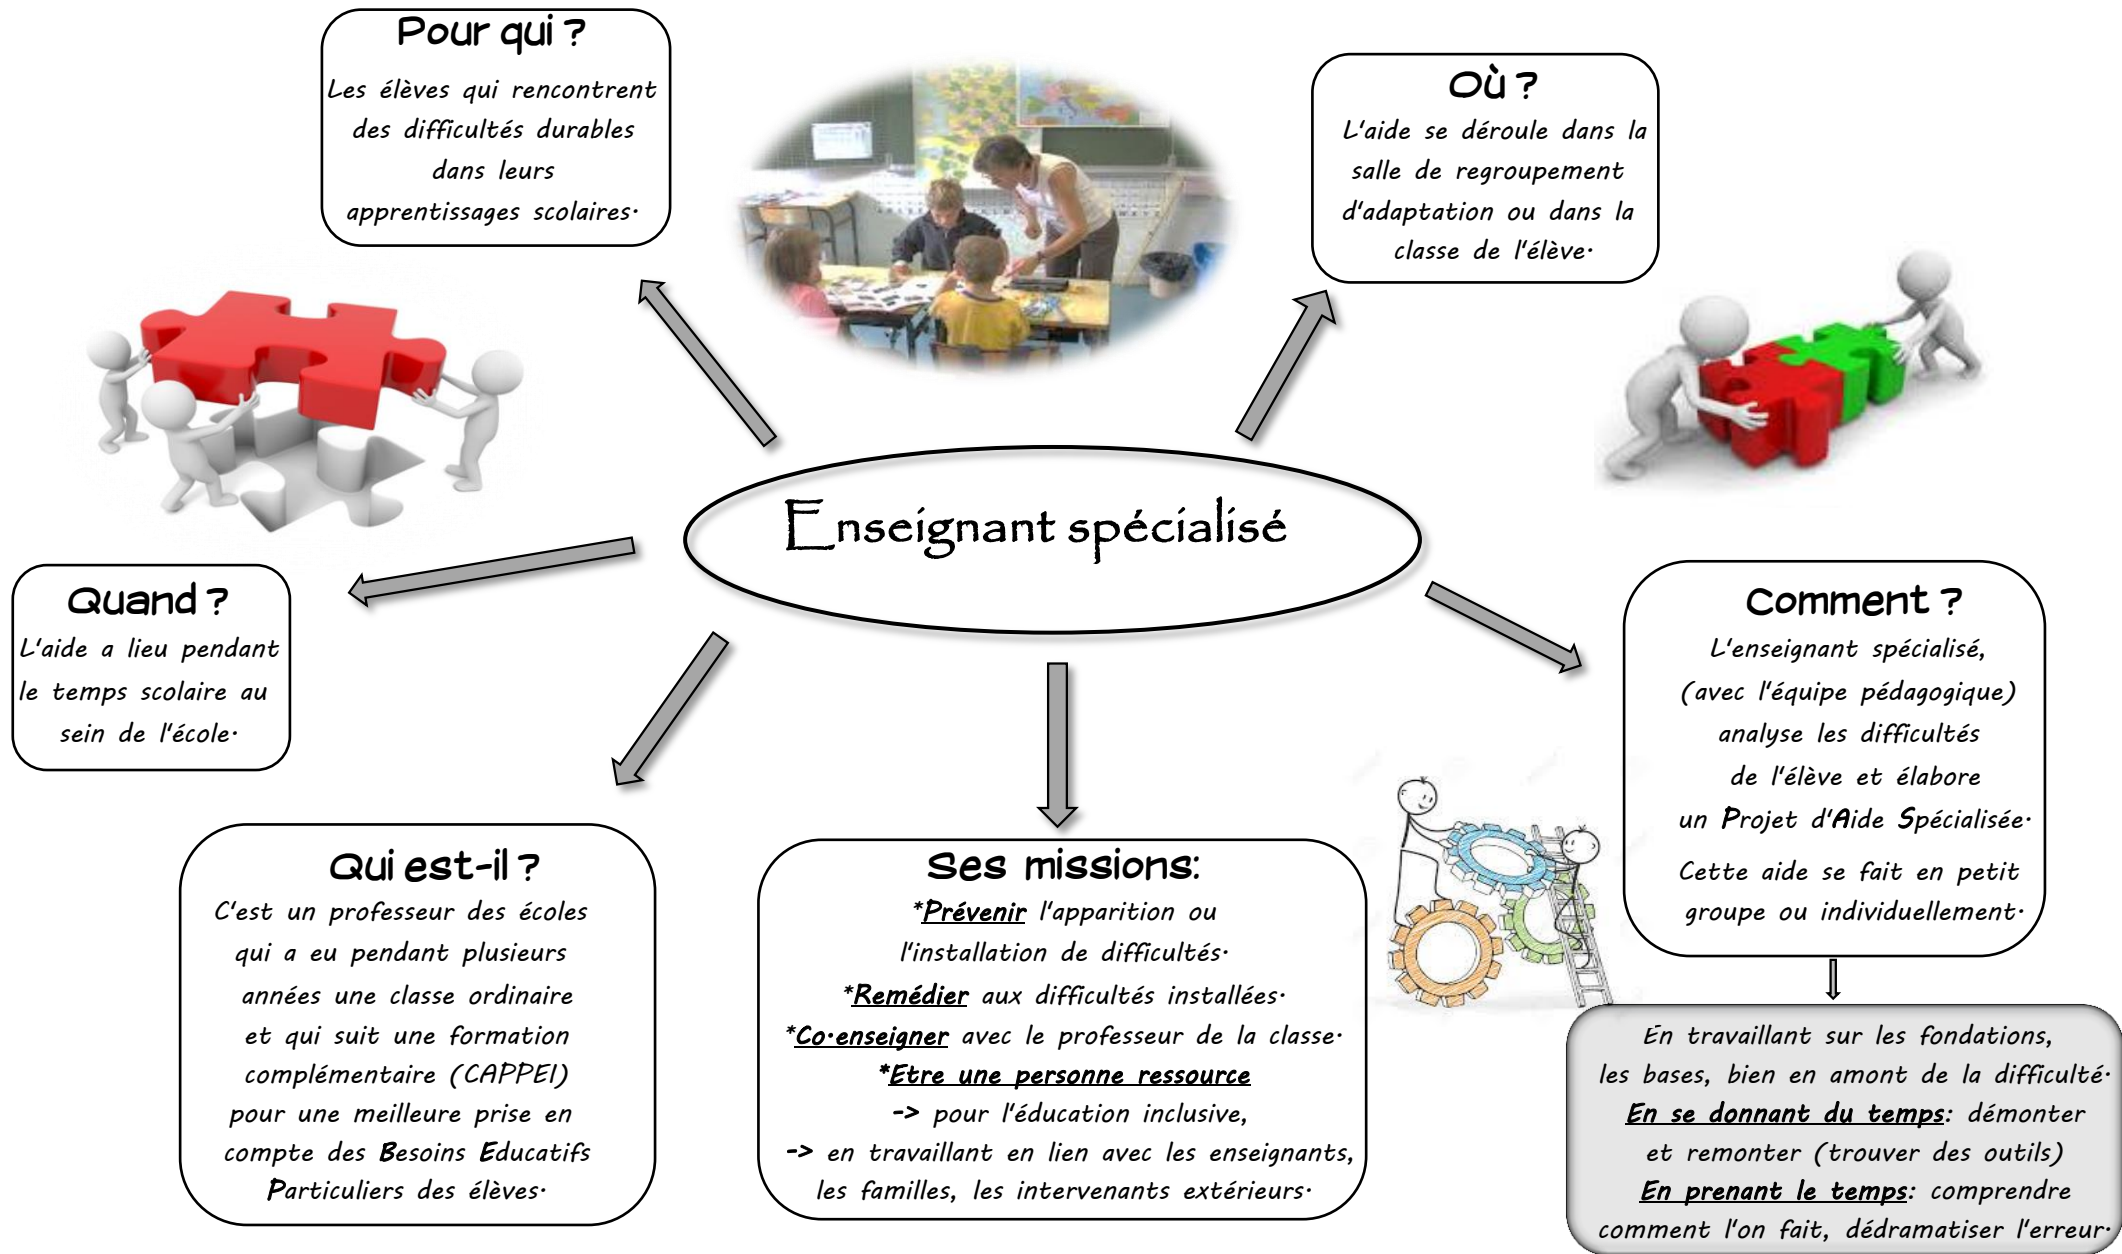 Pour qui ?
Les élèves qui rencontrent
des difficultés durables
dans leurs
apprentissages scolaires.
Où ?
L'aide se déroule dans la
salle de regroupement
d'adaptation ou dans la
classe de l'élève.
Enseignant spécialisé
Quand ?
L'aide a lieu pendant
le temps scolaire au
sein de l'école.
Comment ?
L'enseignant spécialisé,
(avec l'équipe pédagogique)
analyse les difficultés
de l'élève et élabore
un Projet d'Aide Spécialisée.
Cette aide se fait en petit
groupe ou individuellement.
Qui est-il ?
C'est un professeur des écoles
qui a eu pendant plusieurs
années une classe ordinaire
et qui suit une formation
complémentaire (CAPPEI)
pour une meilleure prise en
compte des Besoins Educatifs
Particuliers des élèves.
Ses missions:
*Prévenir l'apparition ou
l'installation de difficultés.
*Remédier aux difficultés installées.
*Co-enseigner avec le professeur de la classe.
*Etre une personne ressource
-> pour l'éducation inclusive,
-> en travaillant en lien avec les enseignants,
les familles, les intervenants extérieurs.
En travaillant sur les fondations,
les bases, bien en amont de la difficulté.
En se donnant du temps: démonter
et remonter (trouver des outils)
En prenant le temps: comprendre
comment l'on fait, dédramatiser l'erreur.